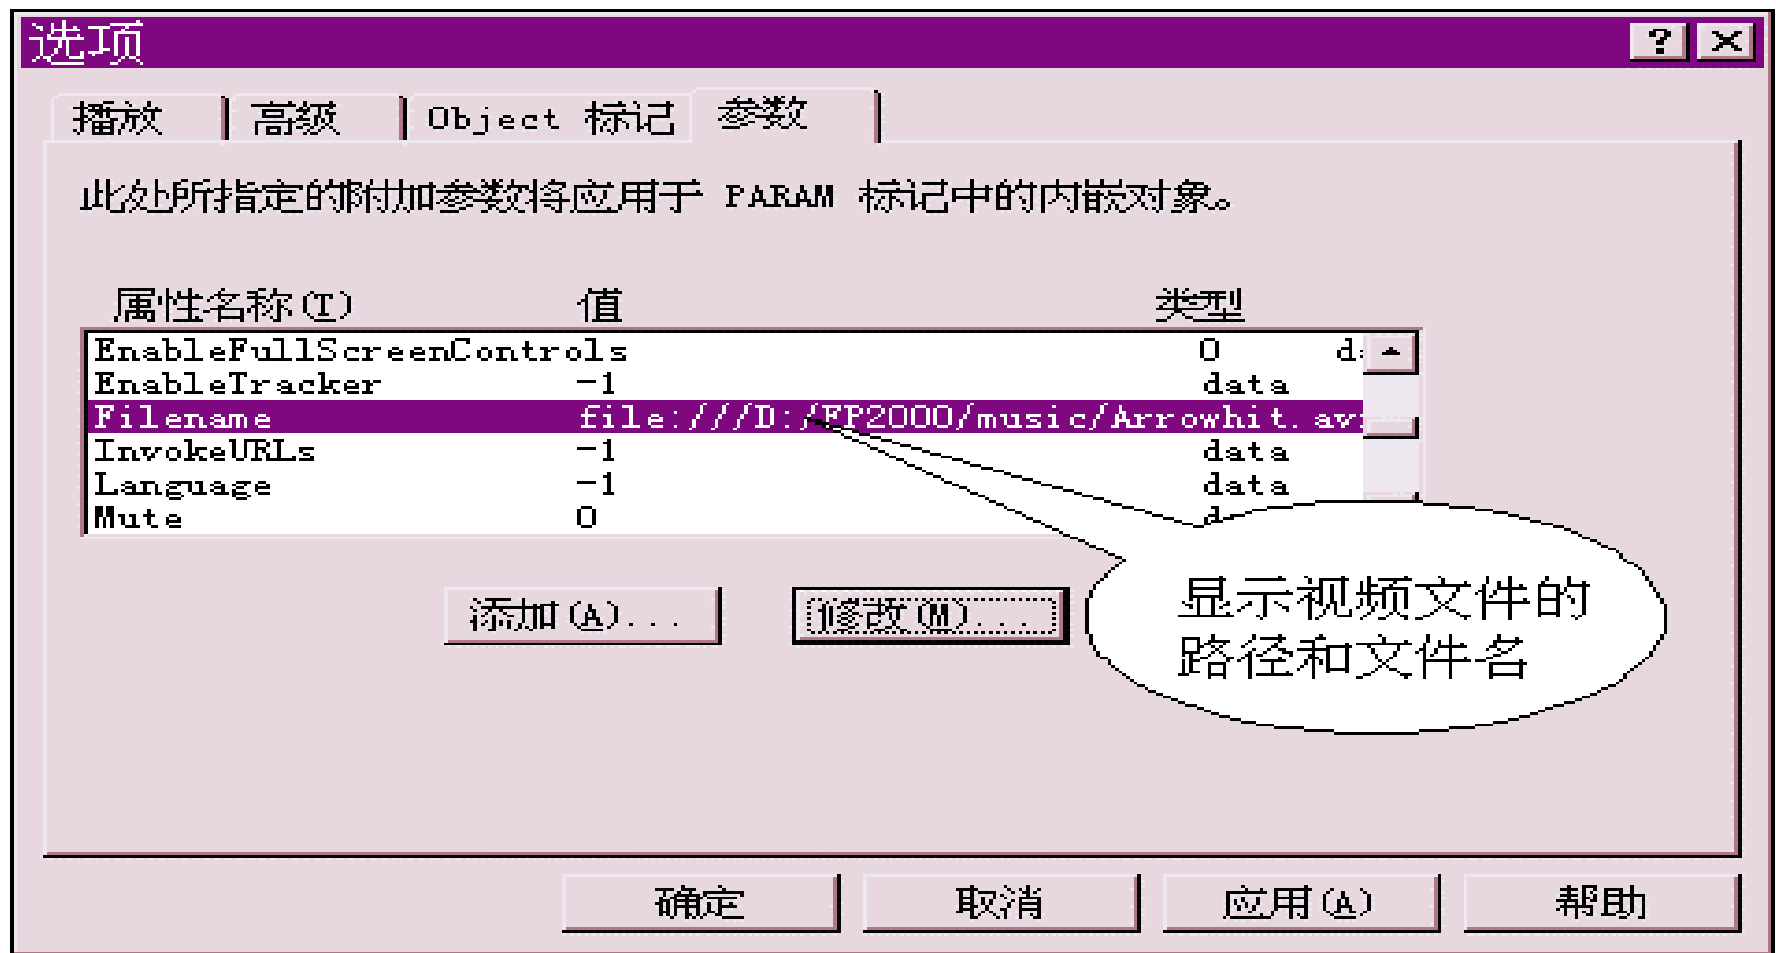 选项
播放 高级 Object 标记 参数
此处所指定的附加参数将应用于 PARAM 标记中的内嵌对象。
属性名称(T) 值 类型
EnableFullScreenControls 0
EnableTracker -1 data
Filename file:///D:/FP2000/music/Arrowhit.av
InvokeURLs -1 data
Language -1 data
Mute 0
添加(A)... 修改(M)...
显示视频文件的
路径和文件名
确定 取消 应用(A) 帮助